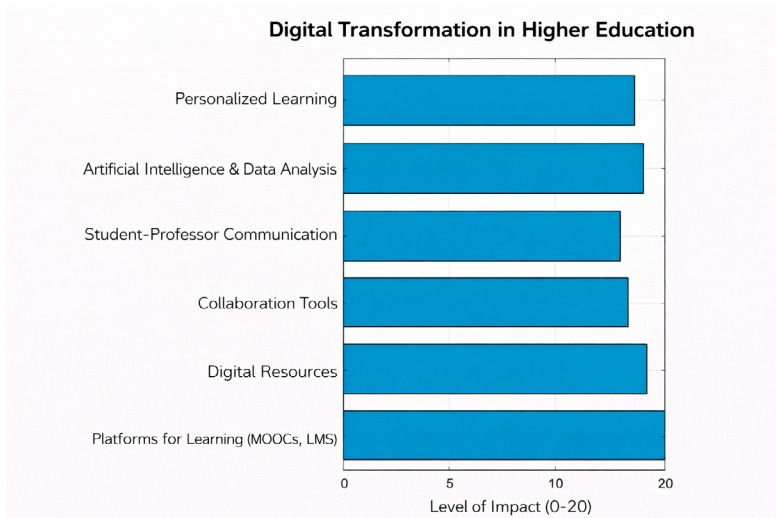 Digital Transformation in Higher Education
Personalized Learning
Artificial Intelligence & Data Analysis
Student-Professor Communication
Collaboration Tools
Digital Resources
Platforms for Learning (MOOCs, LMS)
0 5 10 20
Level of Impact (0-20)